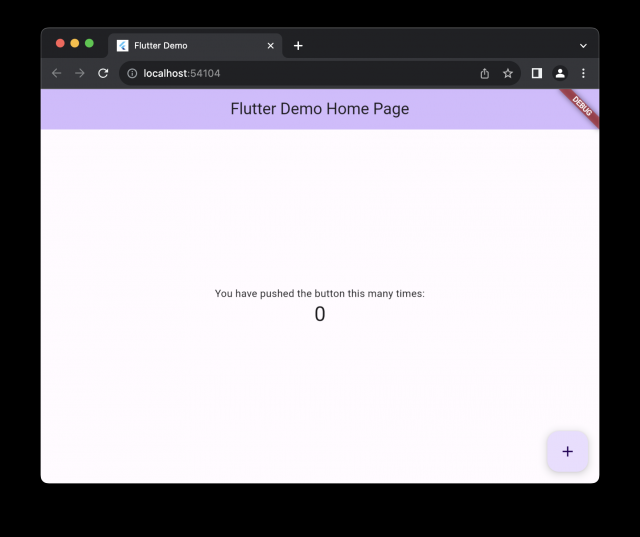 Flutter Demo
localhost:54104
Flutter Demo Home Page
DEBUG
You have pushed the button this many times:
0